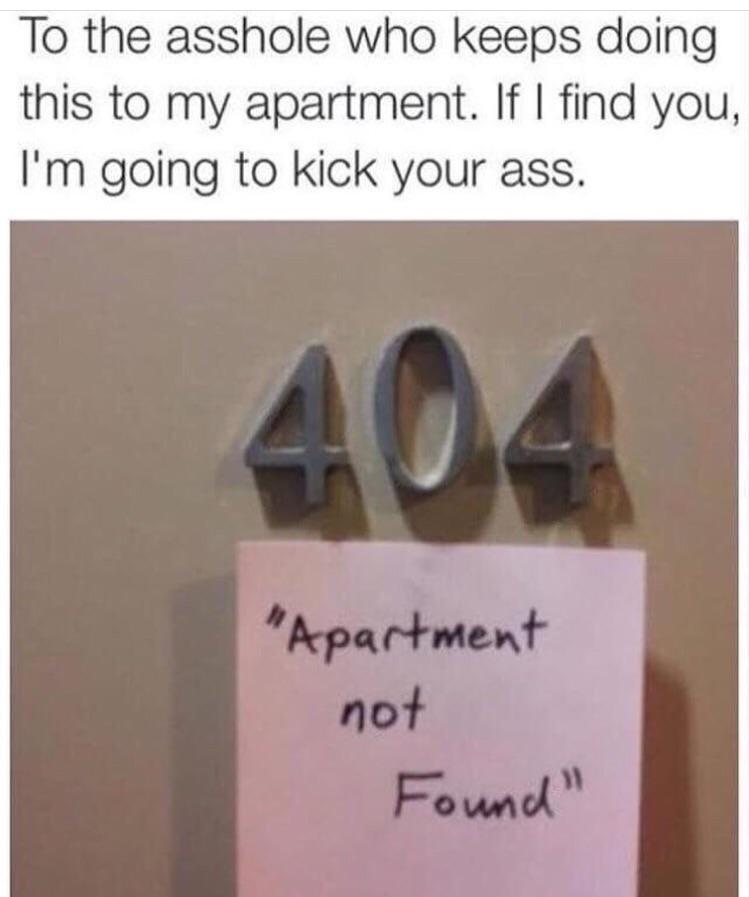 To the asshole who keeps doing
this to my apartment. If I find you,
I'm going to kick your ass.
404
"Apartment
not
Found"